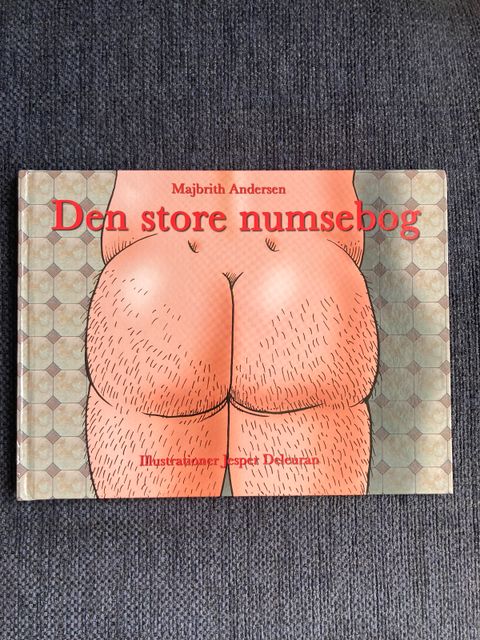 Majbrith Andersen
Den store numsebog
Illustrationer Jesper Deleuran